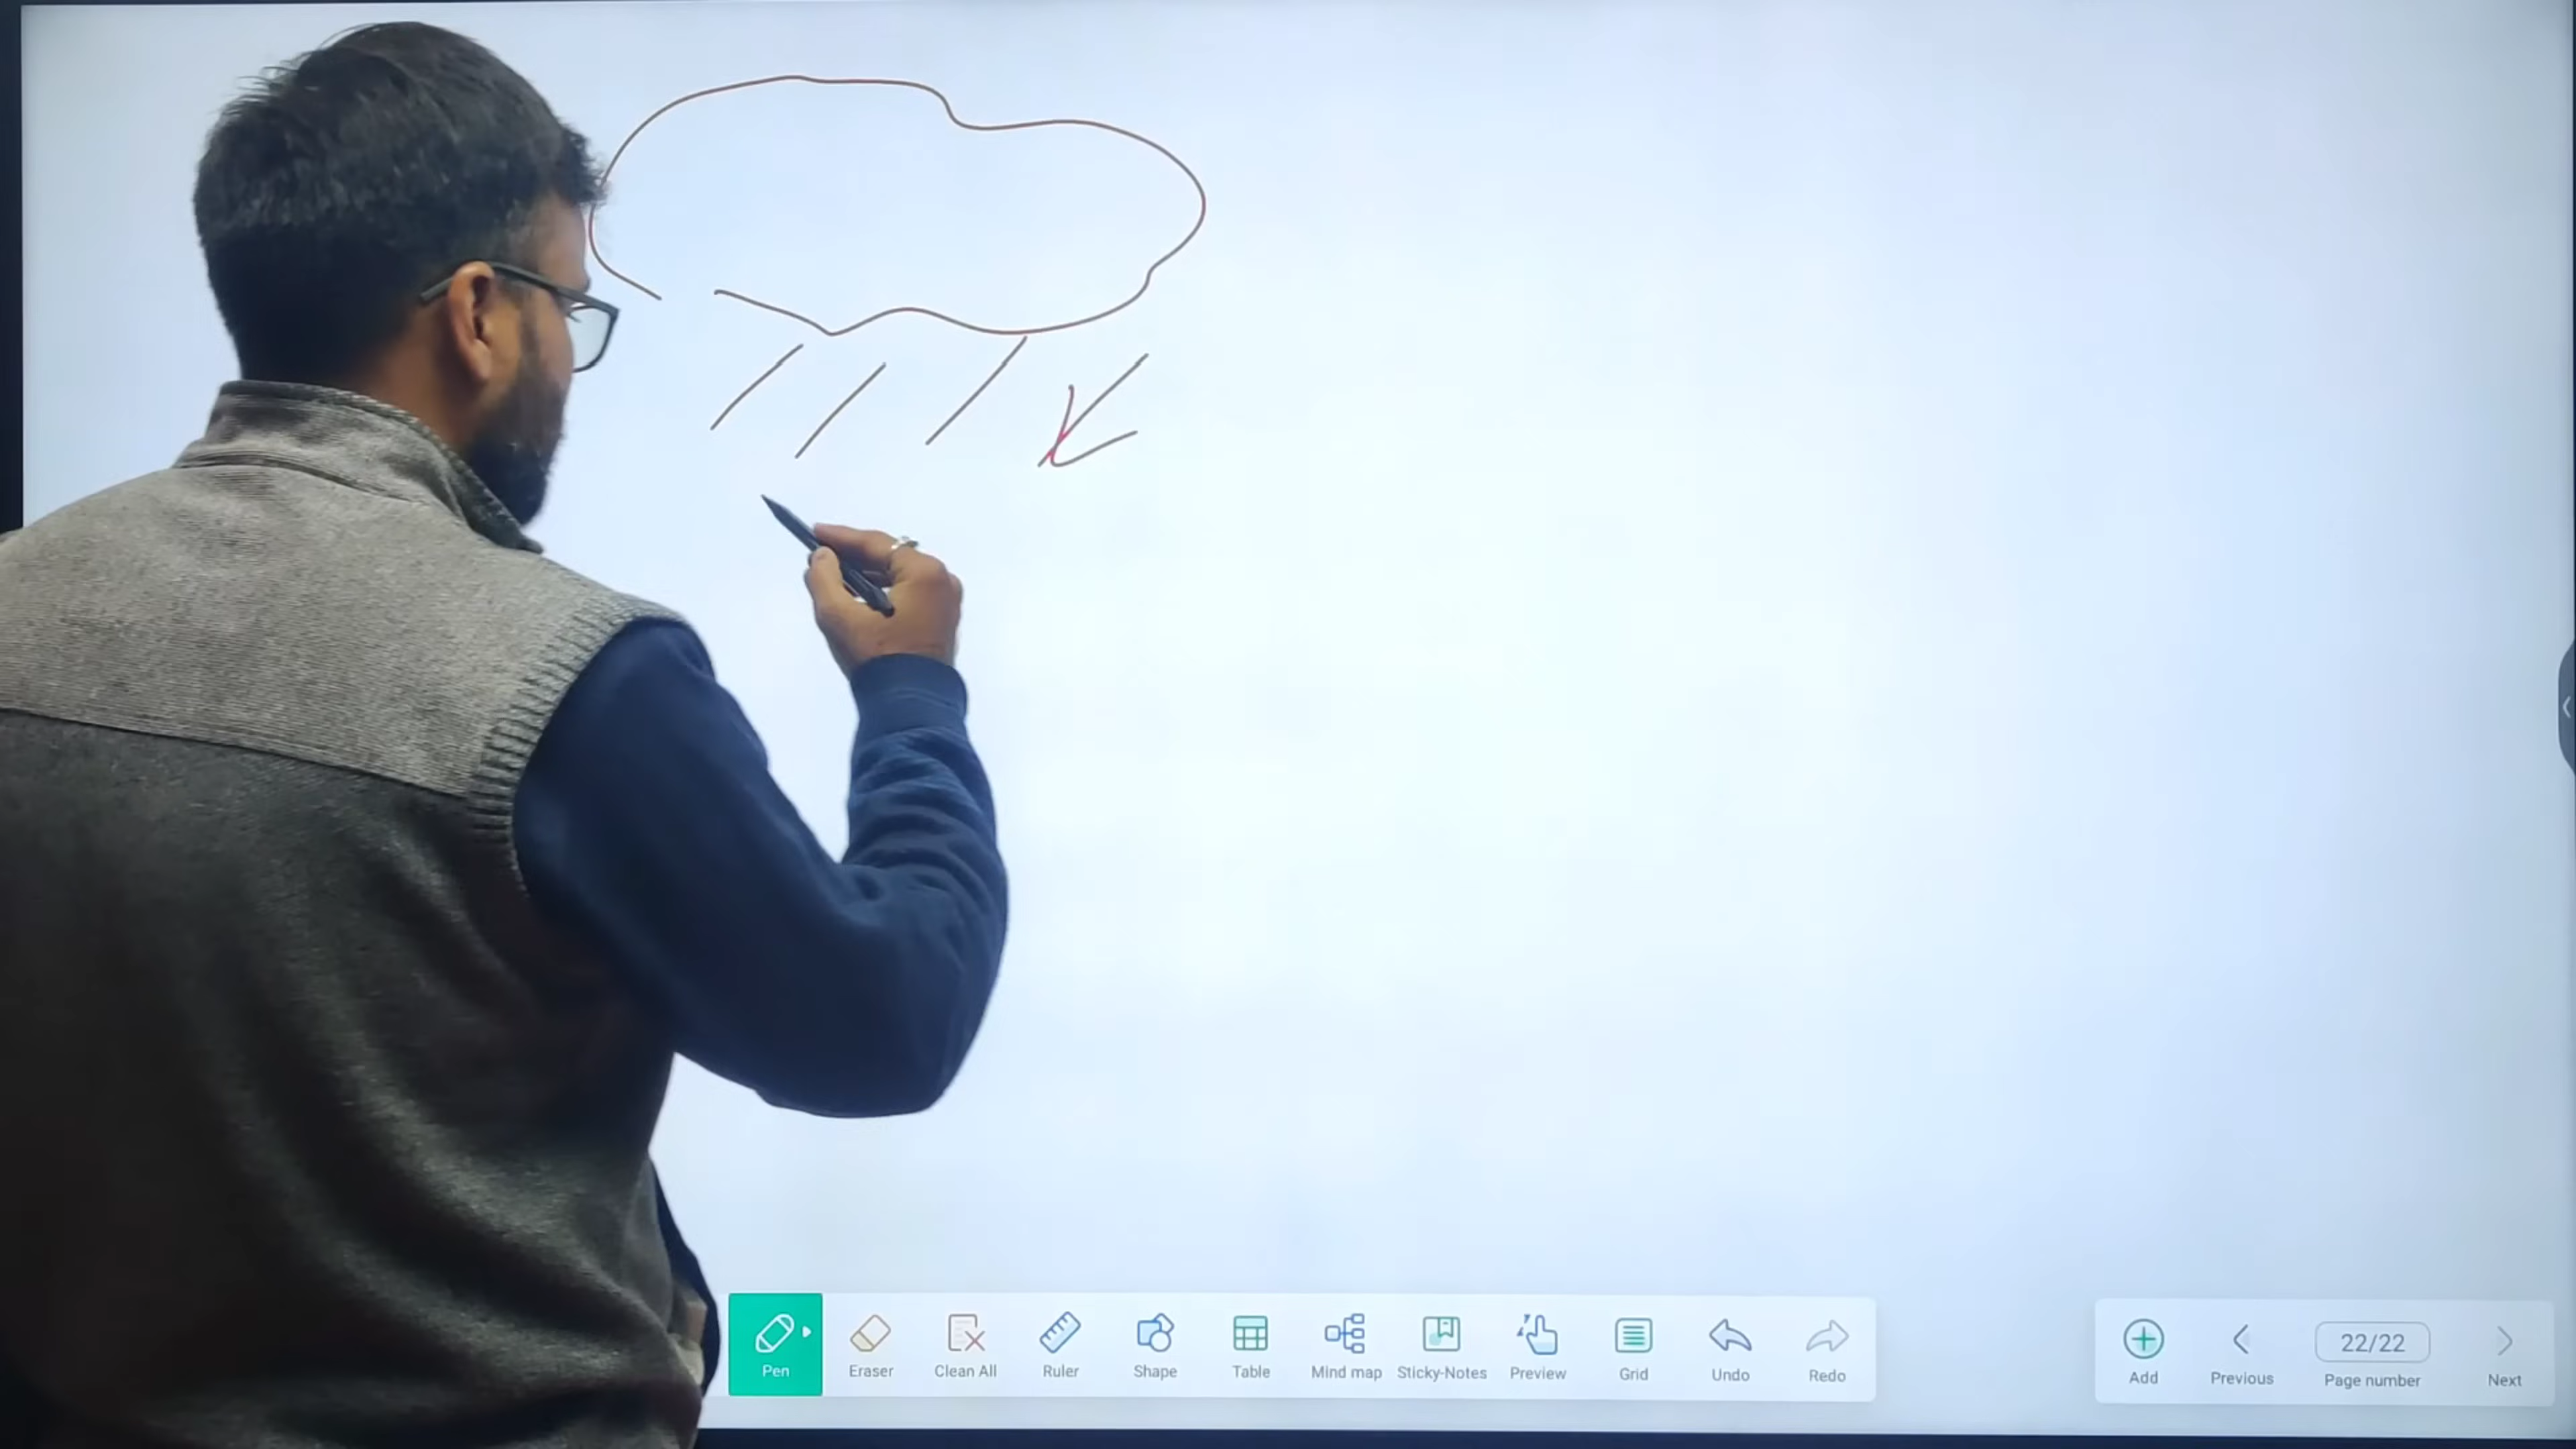 Pen Eraser Clean All Ruler Shape Table Mind map Sticky-Notes Preview Grid Undo Redo
22/22
Add Previous Page number Next